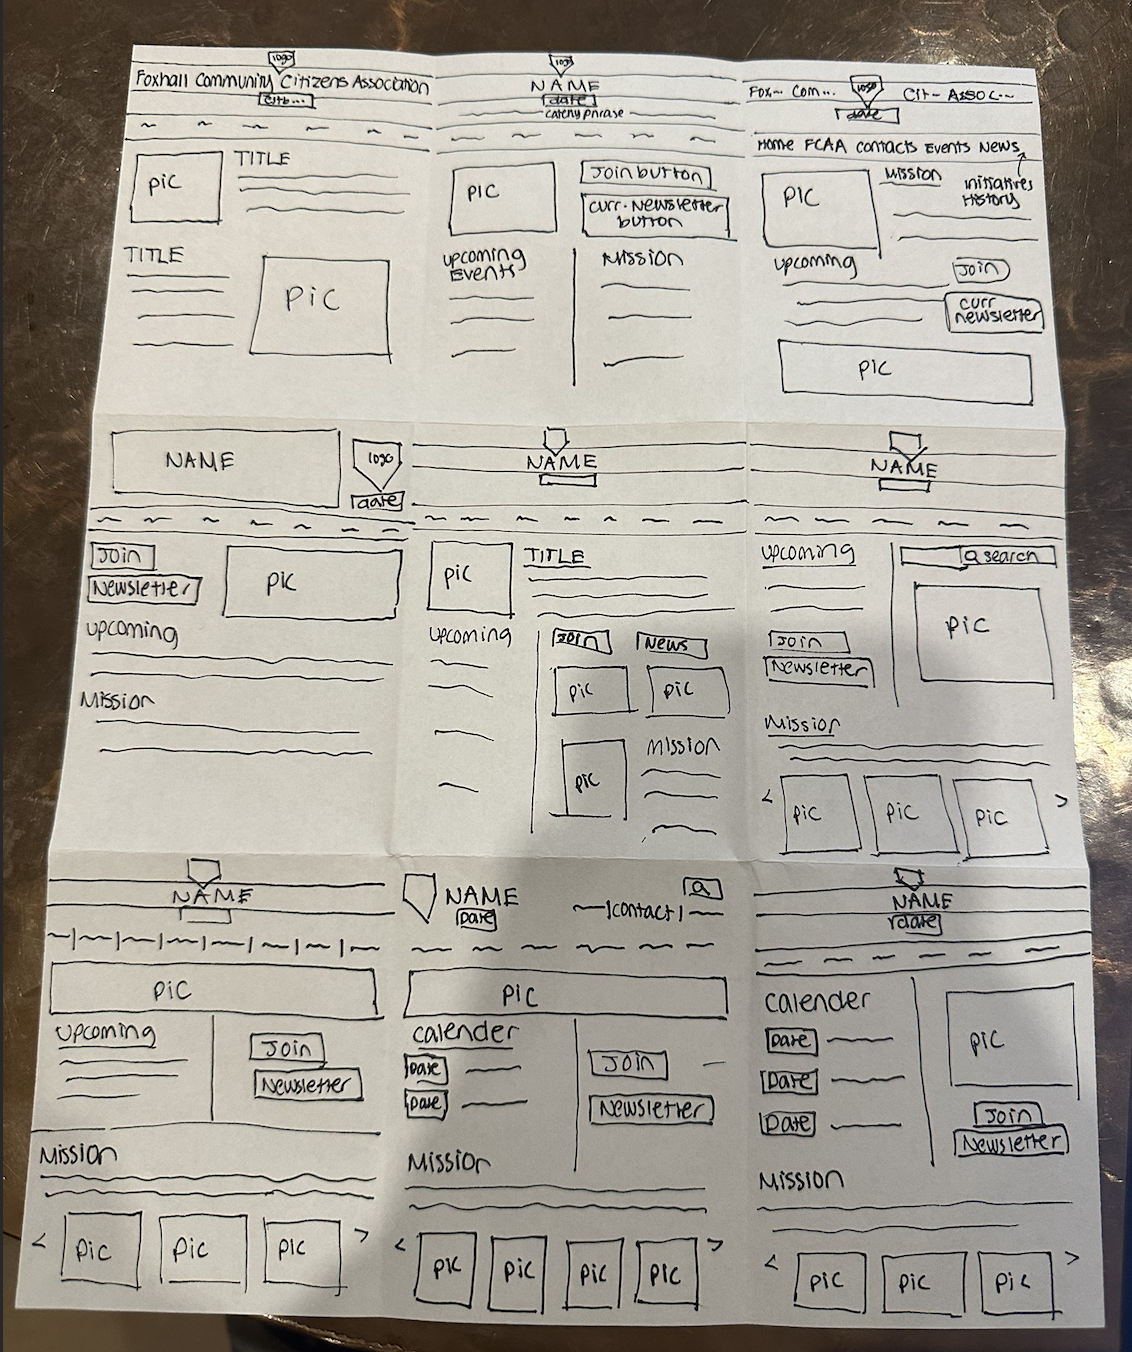 logo
Foxhall Community Citizens Association
TITLE
pic
TITLE
pic
logo
NAME
date
catchy phrase
pic
Join button
curr. Newsletter
button
upcoming
Events
Mission
Fox- Com...
logo
Cit- Assoc...
date
Home FCAA contacts Events News
Mission
initiatives
History
pic
upcoming
Join
curr
newsletter
pic
NAME
logo
date
Join
Newsletter
pic
upcoming
Mission
NAME
pic
TITLE
upcoming
Join
News
pic
pic
pic
Mission
NAME
upcoming
search
pic
Join
Newsletter
Mission
< pic pic pic >
NAME
pic
upcoming
Join
Newsletter
Mission
< pic pic pic >
NAME
Date
contact
pic
calender
Date
Date
Join
Newsletter
Mission
< pic pic pic pic >
NAME
date
calender
Date
Date
Date
pic
Join
Newsletter
Mission
< pic pic pic >